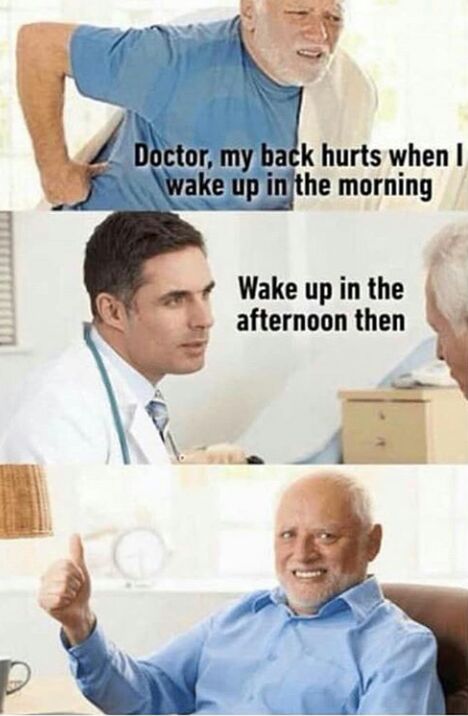 Doctor, my back hurts when I
wake up in the morning
Wake up in the
afternoon then